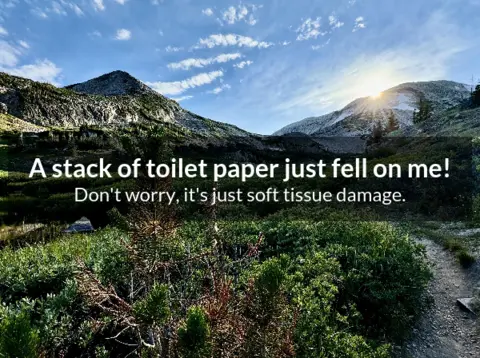 A stack of toilet paper just fell on me!
Don't worry, it's just soft tissue damage.